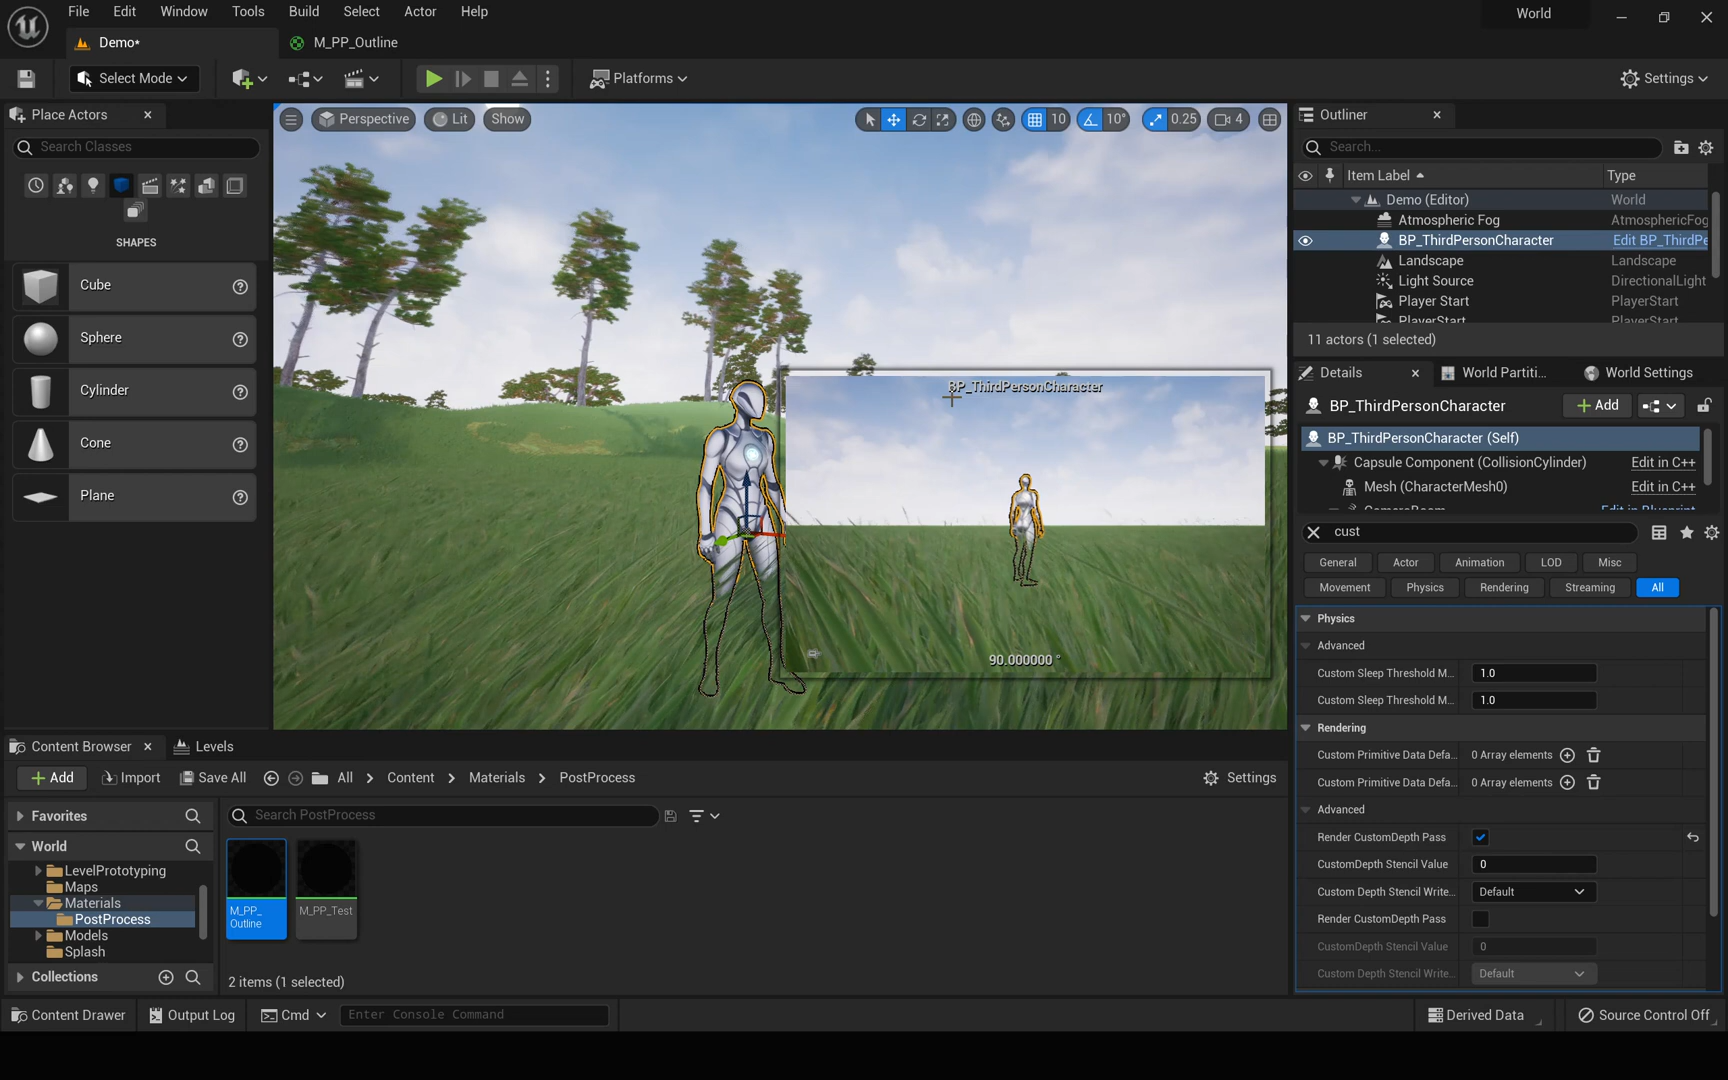 File Edit Window Tools Build Select Actor Help World
Demo* M_PP_Outline
Select Mode Platforms Settings
Place Actors
Search Classes
SHAPES
Cube
Sphere
Cylinder
Cone
Plane
Perspective Lit Show 10 10° 0.25 4
BP_ThirdPersonCharacter
90.000000 °
Outliner
Search...
Item Label Type
Demo (Editor) World
Atmospheric Fog AtmosphericFog
BP_ThirdPersonCharacter Edit BP_ThirdPe
Landscape Landscape
Light Source DirectionalLight
Player Start PlayerStart
PlayerStart PlayerStart
11 actors (1 selected)
Details World Partiti... World Settings
BP_ThirdPersonCharacter Add
BP_ThirdPersonCharacter (Self)
Capsule Component (CollisionCylinder) Edit in C++
Mesh (CharacterMesh0) Edit in C++
CameraBoom Edit in Blueprint
cust
General Actor Animation LOD Misc
Movement Physics Rendering Streaming All
Physics
Advanced
Custom Sleep Threshold M... 1.0
Custom Sleep Threshold M... 1.0
Rendering
Custom Primitive Data Defa... 0 Array elements
Custom Primitive Data Defa... 0 Array elements
Advanced
Render CustomDepth Pass
CustomDepth Stencil Value 0
Custom Depth Stencil Write... Default
Render CustomDepth Pass
CustomDepth Stencil Value 0
Custom Depth Stencil Write... Default
Content Browser Levels
Add Import Save All All Content Materials PostProcess Settings
Favorites
World
LevelPrototyping
Maps
Materials
PostProcess
Models
Splash
Collections
Search PostProcess
M_PP_
Outline
M_PP_Test
2 items (1 selected)
Content Drawer Output Log Cmd Enter Console Command Derived Data Source Control Off